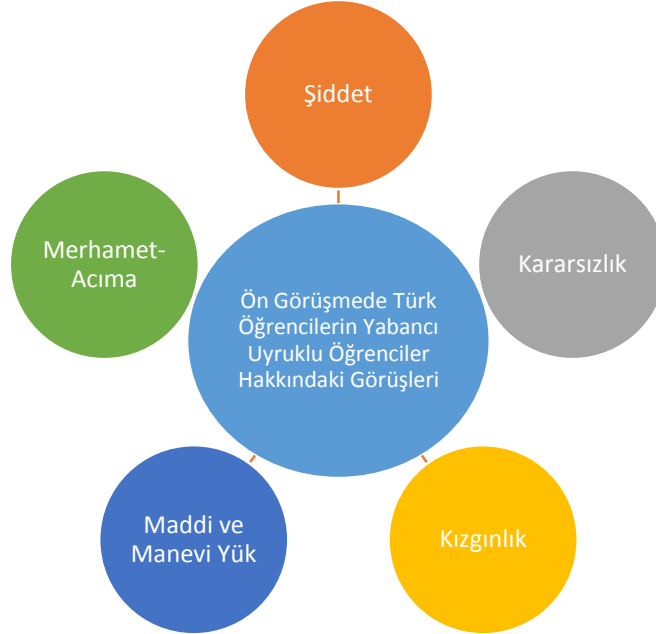 Şiddet
Merhamet-
Acıma
Kararsızlık
Ön Görüşmede Türk
Öğrencilerin Yabancı
Uyruklu Öğrenciler
Hakkındaki Görüşleri
Maddi ve
Manevi Yük
Kızgınlık